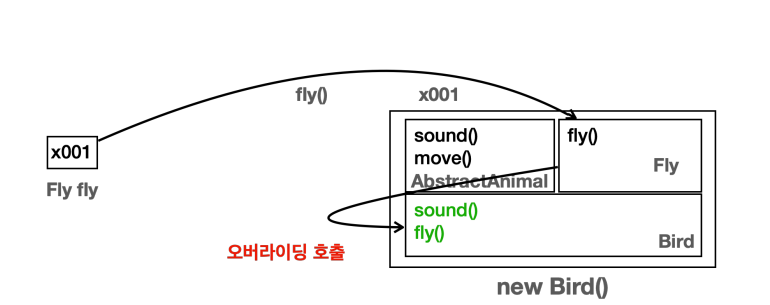 fly()
x001
x001
Fly fly
sound()
move()
AbstractAnimal
fly()
Fly
sound()
fly()
Bird
오버라이딩 호출
new Bird()